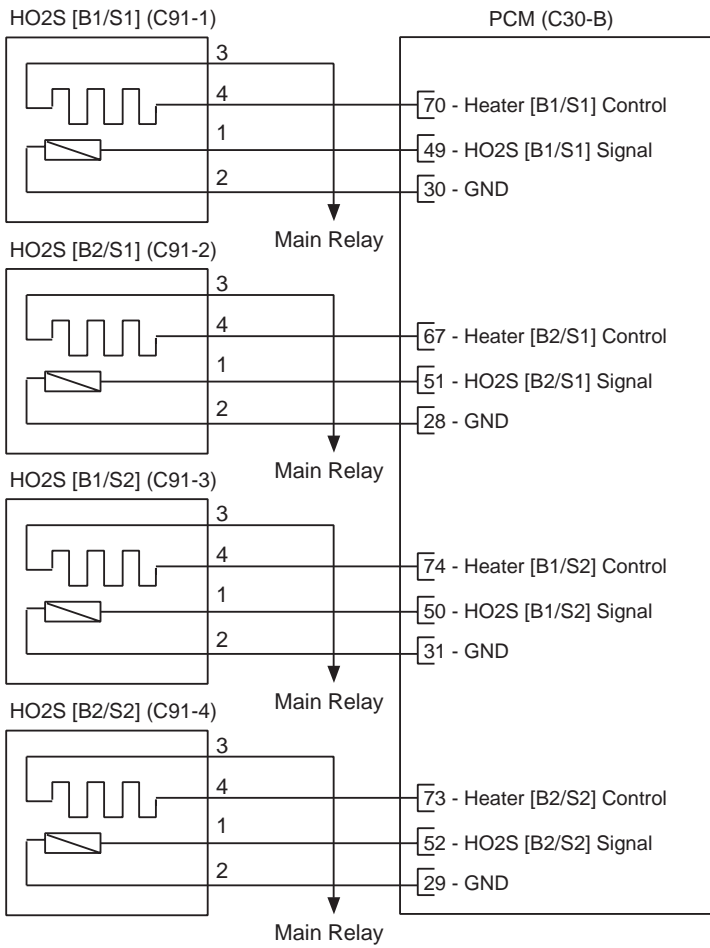 HO2S [B1/S1] (C91-1)
PCM (C30-B)
3
4
70 - Heater [B1/S1] Control
1
49 - HO2S [B1/S1] Signal
2
30 - GND
Main Relay
HO2S [B2/S1] (C91-2)
3
4
67 - Heater [B2/S1] Control
1
51 - HO2S [B2/S1] Signal
2
28 - GND
Main Relay
HO2S [B1/S2] (C91-3)
3
4
74 - Heater [B1/S2] Control
1
50 - HO2S [B1/S2] Signal
2
31 - GND
Main Relay
HO2S [B2/S2] (C91-4)
3
4
73 - Heater [B2/S2] Control
1
52 - HO2S [B2/S2] Signal
2
29 - GND
Main Relay